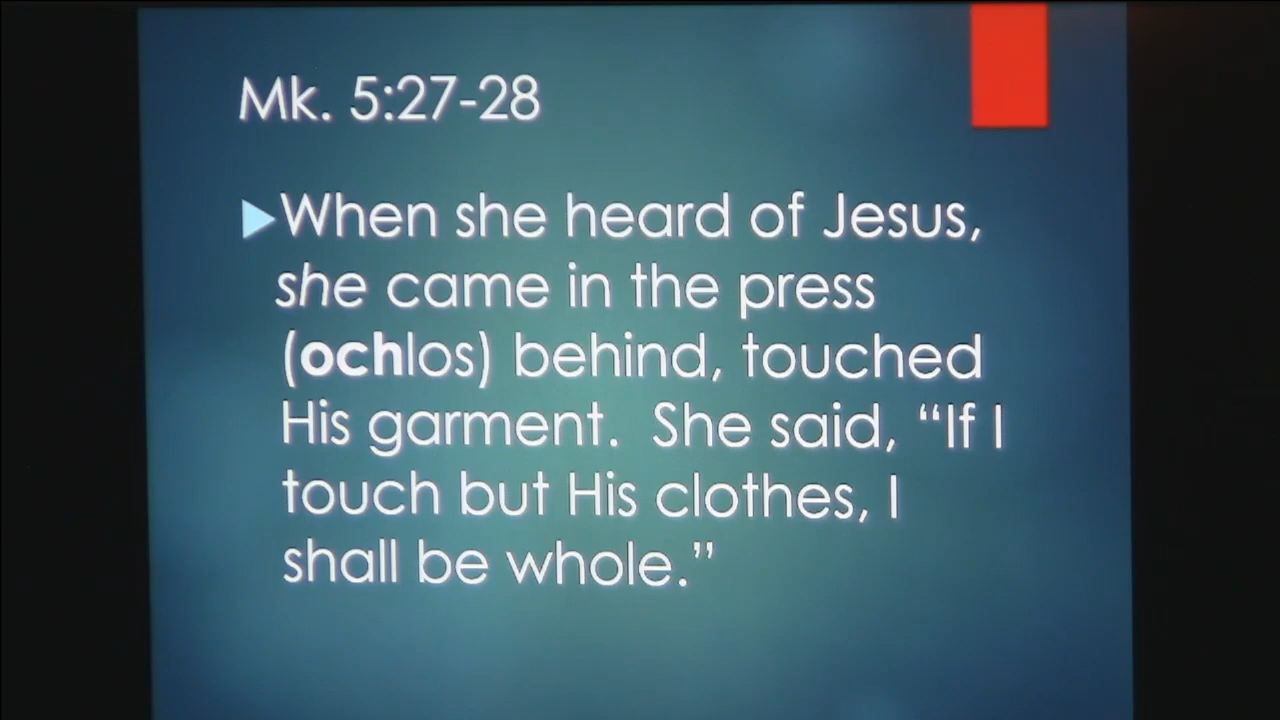 Mk. 5:27-28
When she heard of Jesus,
she came in the press
(ochlos) behind, touched
His garment.  She said, “If I
touch but His clothes, I
shall be whole.”